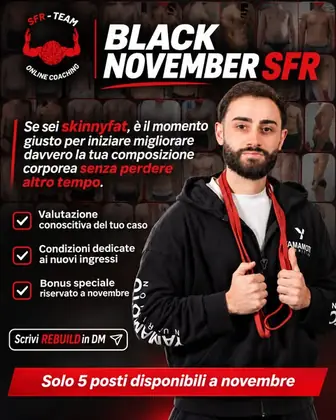 SFR - TEAM
ONLINE COACHING
BLACK
NOVEMBER SFR
Se sei skinnyfat, è il momento
giusto per iniziare migliorare
davvero la tua composizione
corporea senza perdere
altro tempo.
Valutazione
conoscitiva del tuo caso
Condizioni dedicate
ai nuovi ingressi
Bonus speciale
riservato a novembre
Scrivi REBUILD in DM
Solo 5 posti disponibili a novembre